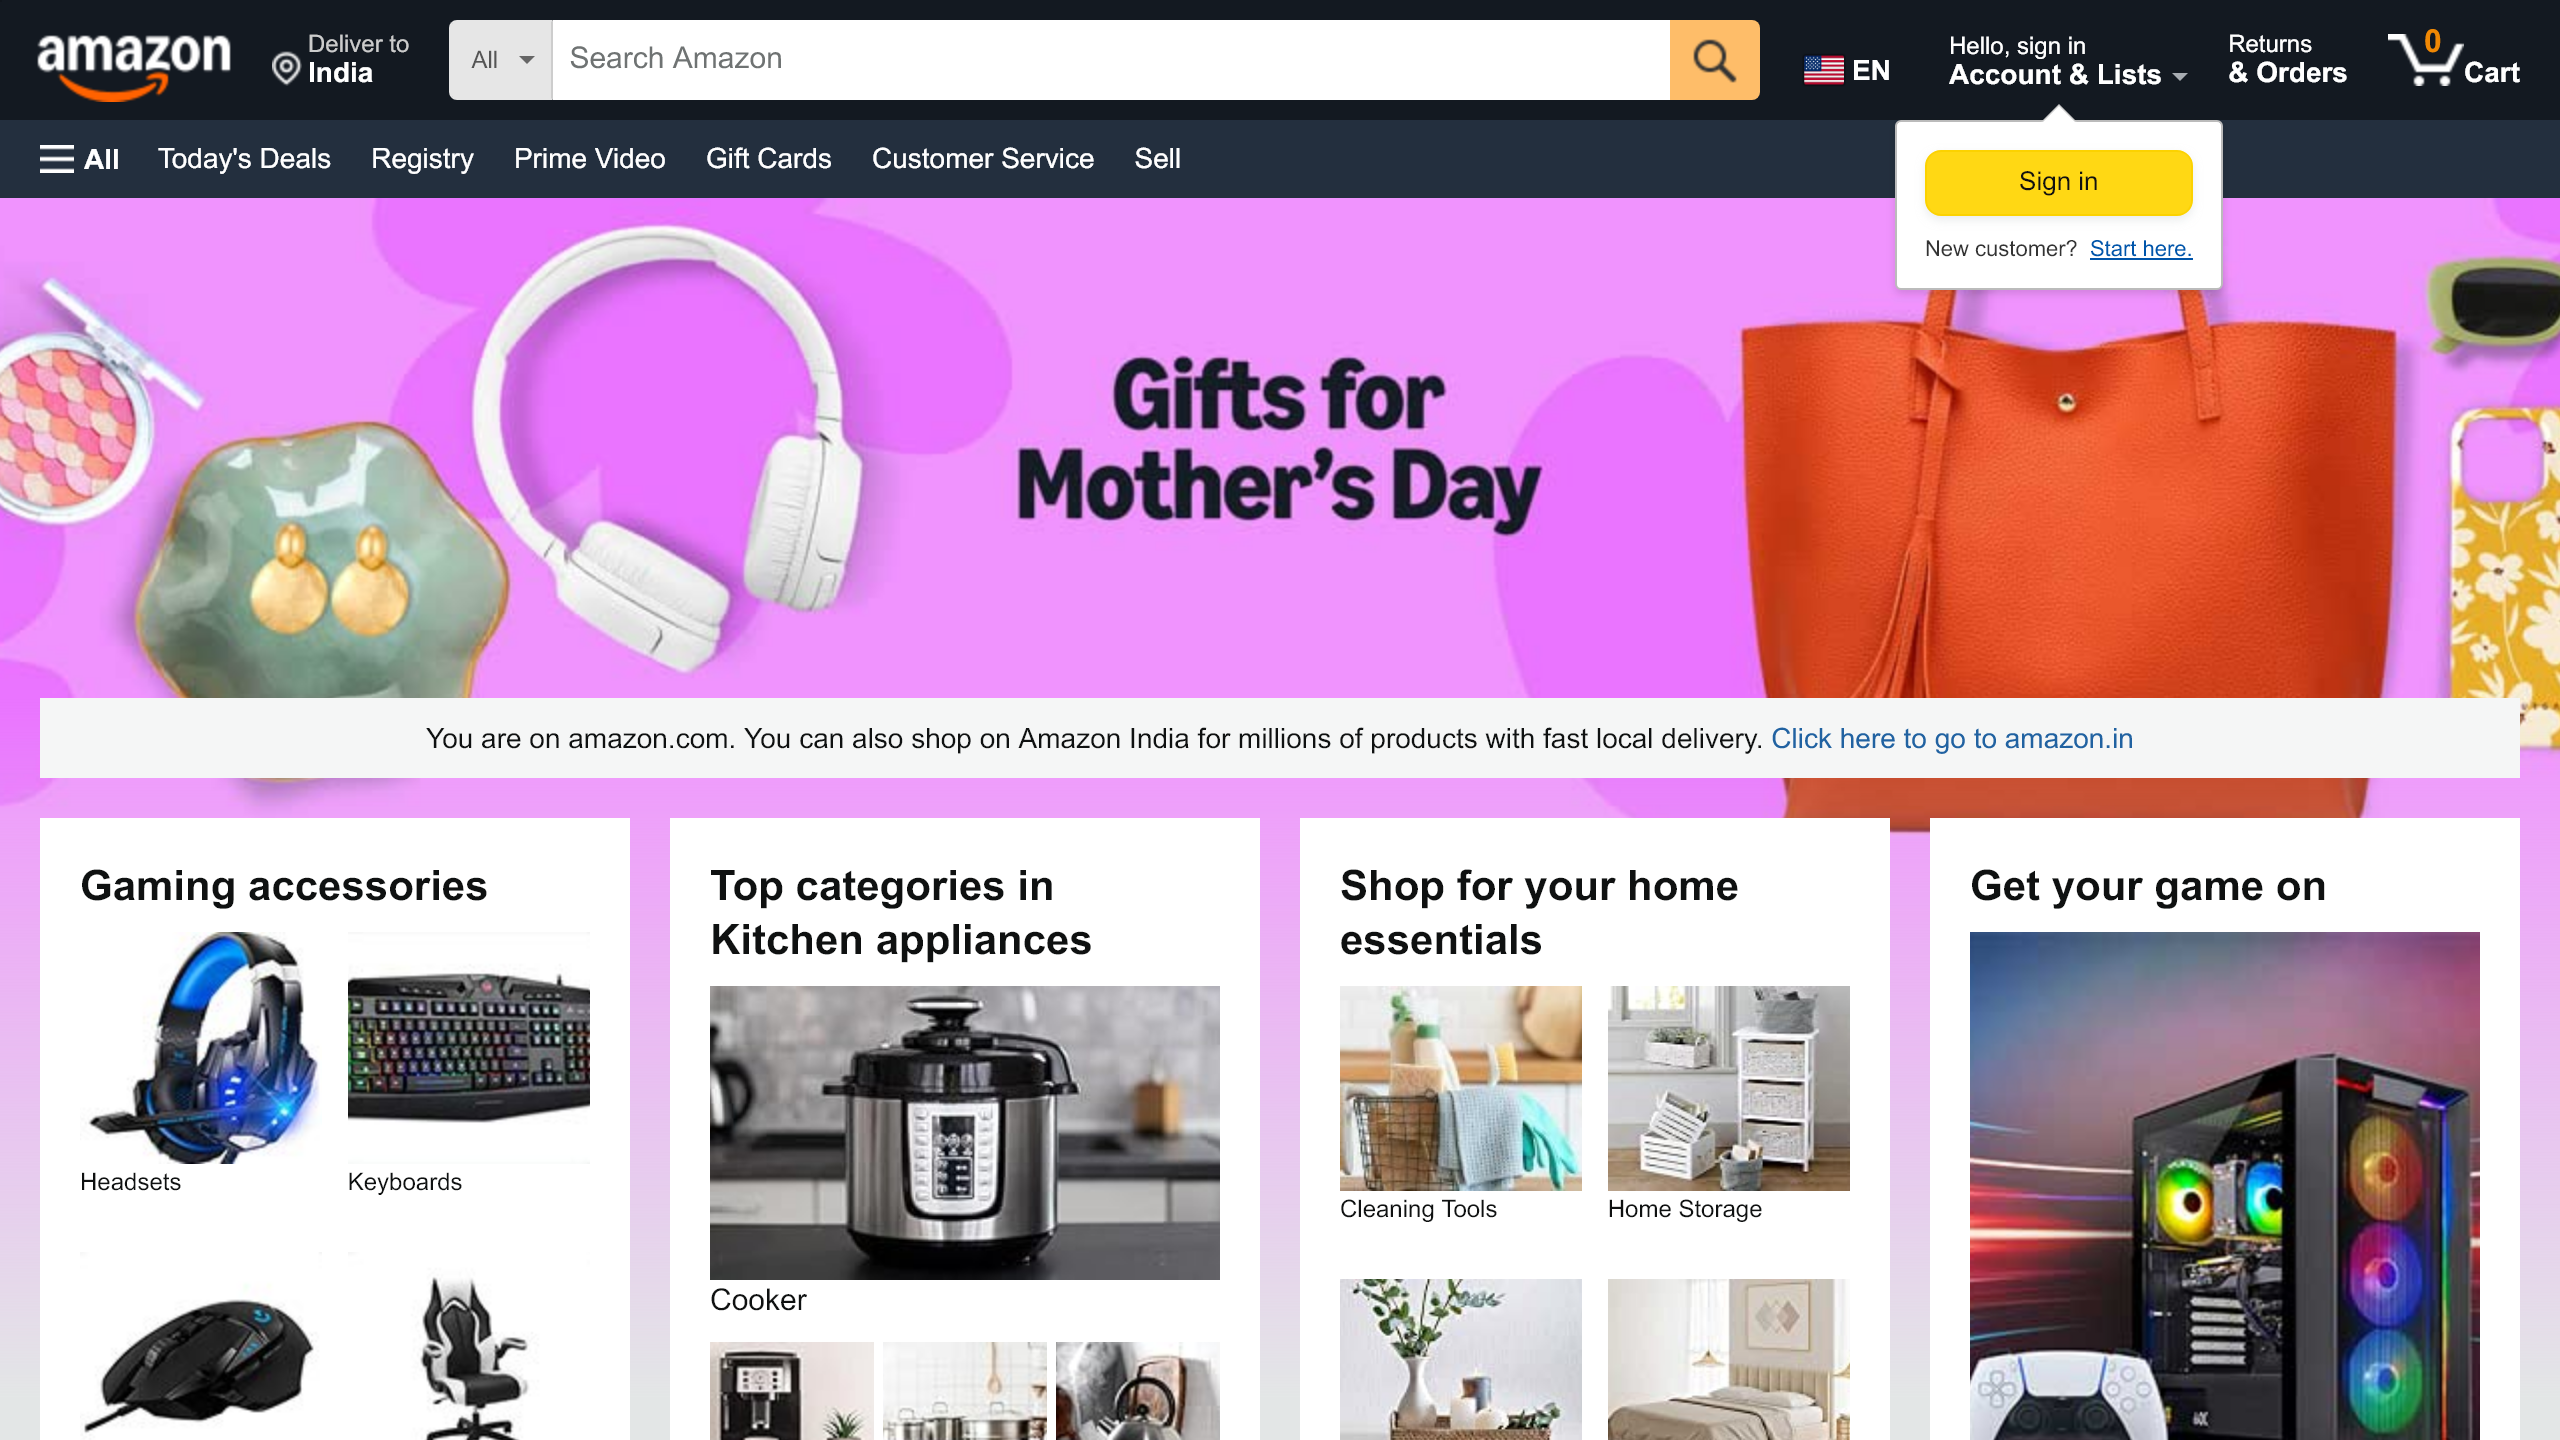 amazon
Deliver to
India
All
Search Amazon
EN
Hello, sign in
Account & Lists
Returns
& Orders
0
Cart
All
Today's Deals
Registry
Prime Video
Gift Cards
Customer Service
Sell
Sign in
New customer? Start here.
Gifts for
Mother's Day
You are on amazon.com. You can also shop on Amazon India for millions of products with fast local delivery. Click here to go to amazon.in
Gaming accessories
Headsets
Keyboards
Top categories in
Kitchen appliances
Cooker
Shop for your home
essentials
Cleaning Tools
Home Storage
Get your game on